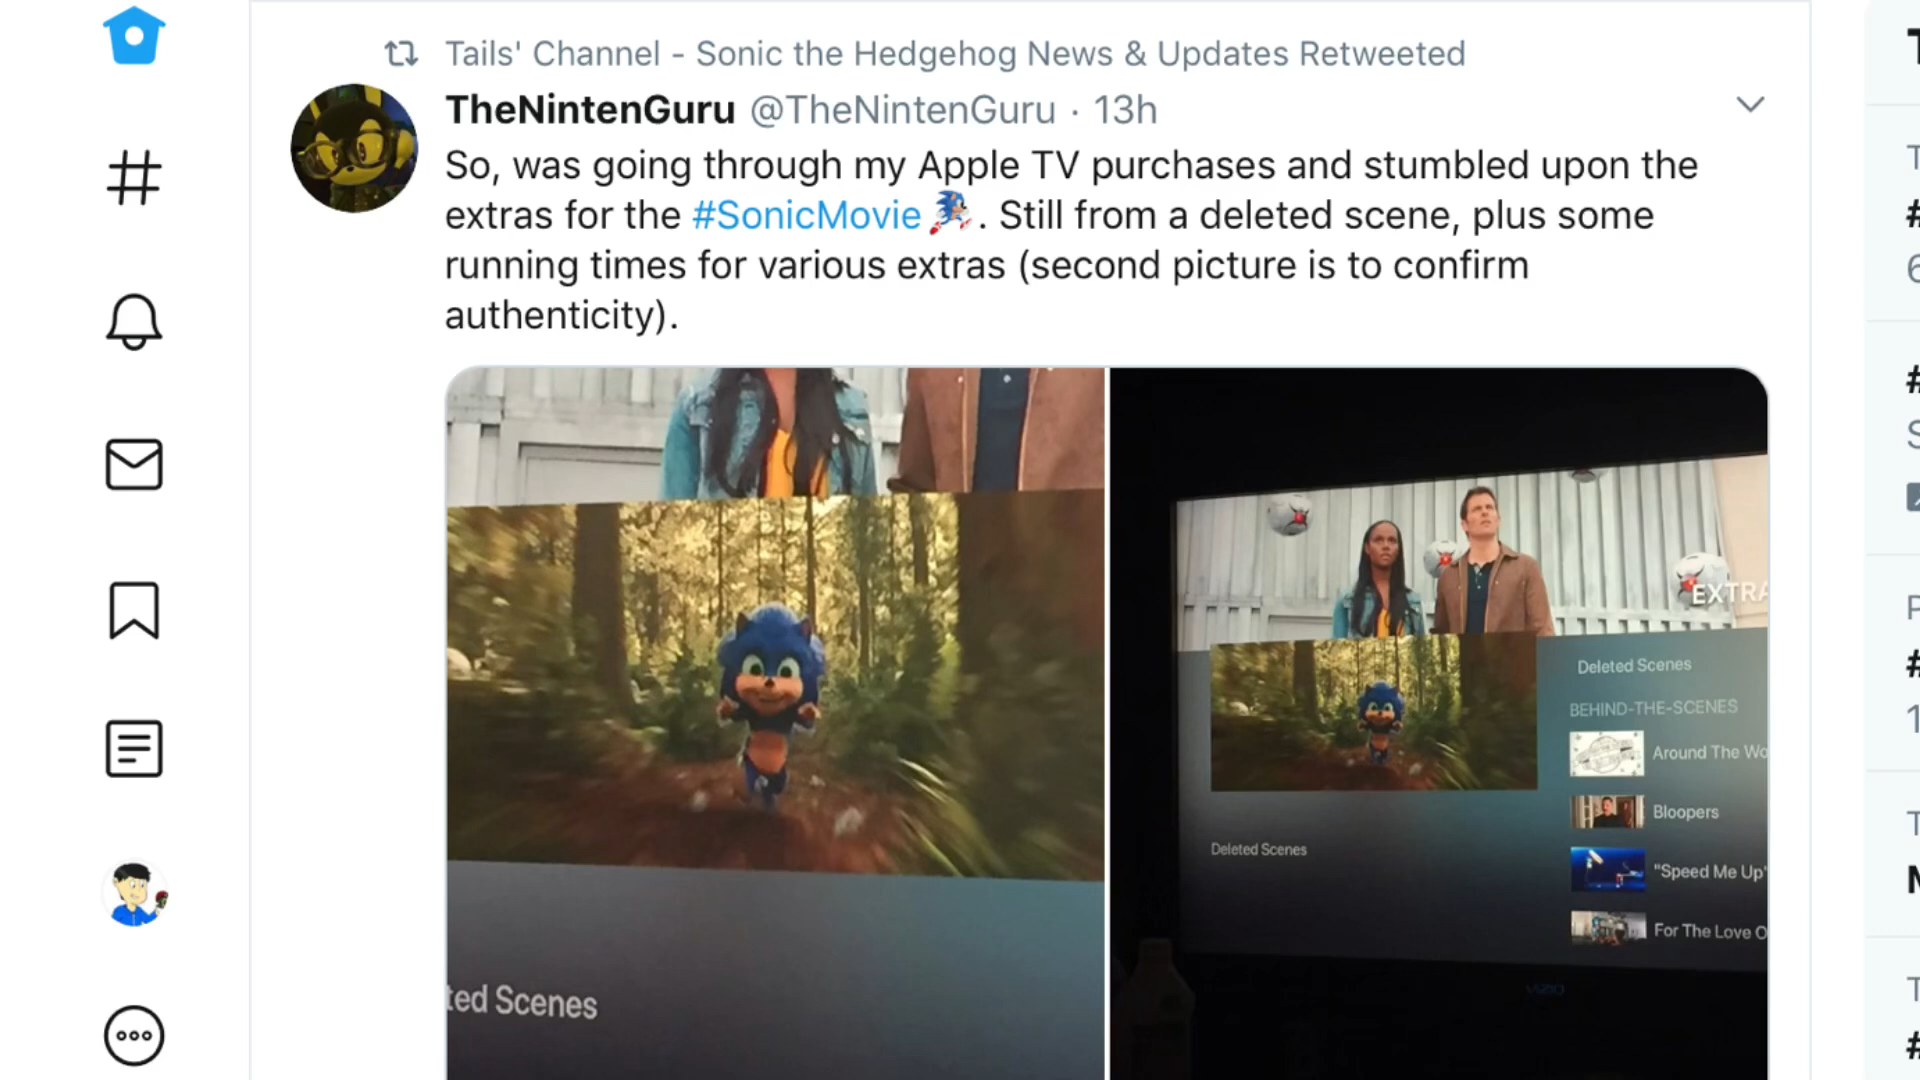 Tails' Channel - Sonic the Hedgehog News & Updates Retweeted
TheNintenGuru @TheNintenGuru · 13h
So, was going through my Apple TV purchases and stumbled upon the
extras for the #SonicMovie. Still from a deleted scene, plus some
running times for various extras (second picture is to confirm
authenticity).
ted Scenes
EXTRA
Deleted Scenes
BEHIND-THE-SCENES
Around The Wo
Bloopers
"Speed Me Up"
For The Love O
Deleted Scenes
VIZIO